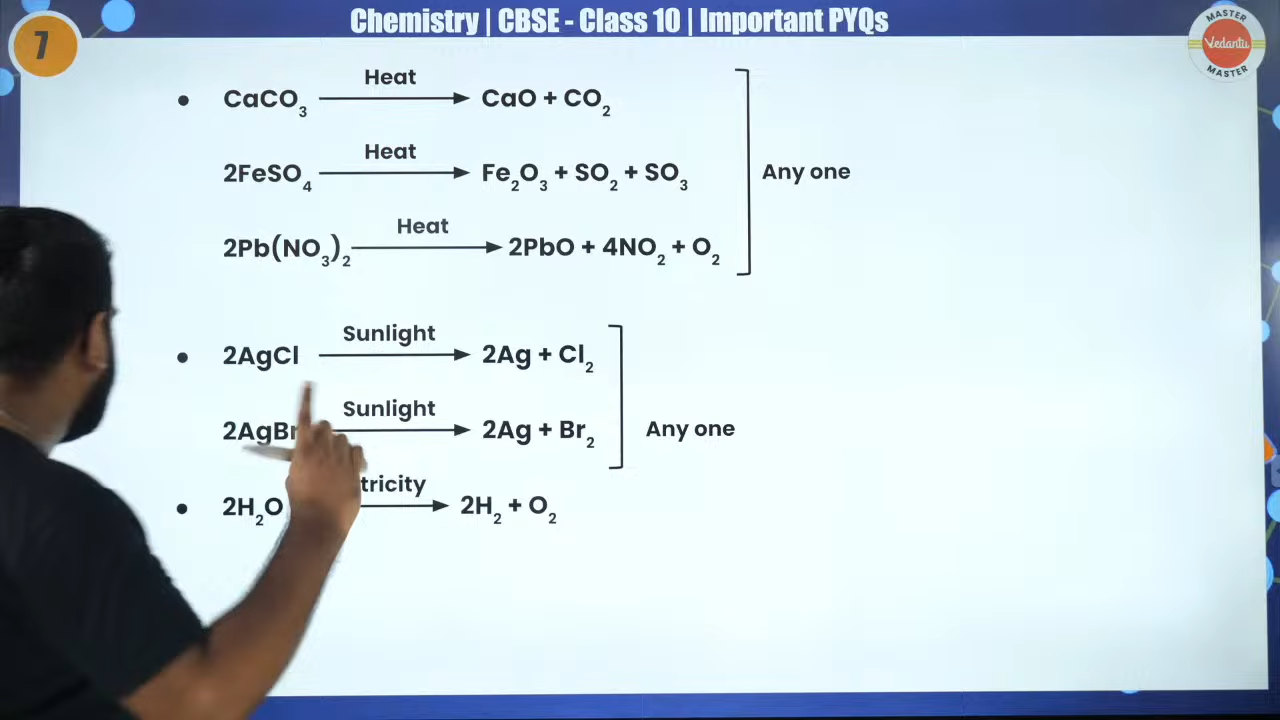 Chemistry | CBSE - Class 10 | Important PYQs
7
MASTER
Vedantu
MASTER
Heat
• CaCO₃ ⟶ CaO + CO₂
Heat
2FeSO₄ ⟶ Fe₂O₃ + SO₂ + SO₃
Any one
Heat
2Pb(NO₃)₂ ⟶ 2PbO + 4NO₂ + O₂
Sunlight
• 2AgCl ⟶ 2Ag + Cl₂
Sunlight
2AgBr ⟶ 2Ag + Br₂
Any one
tricity
• 2H₂O ⟶ 2H₂ + O₂